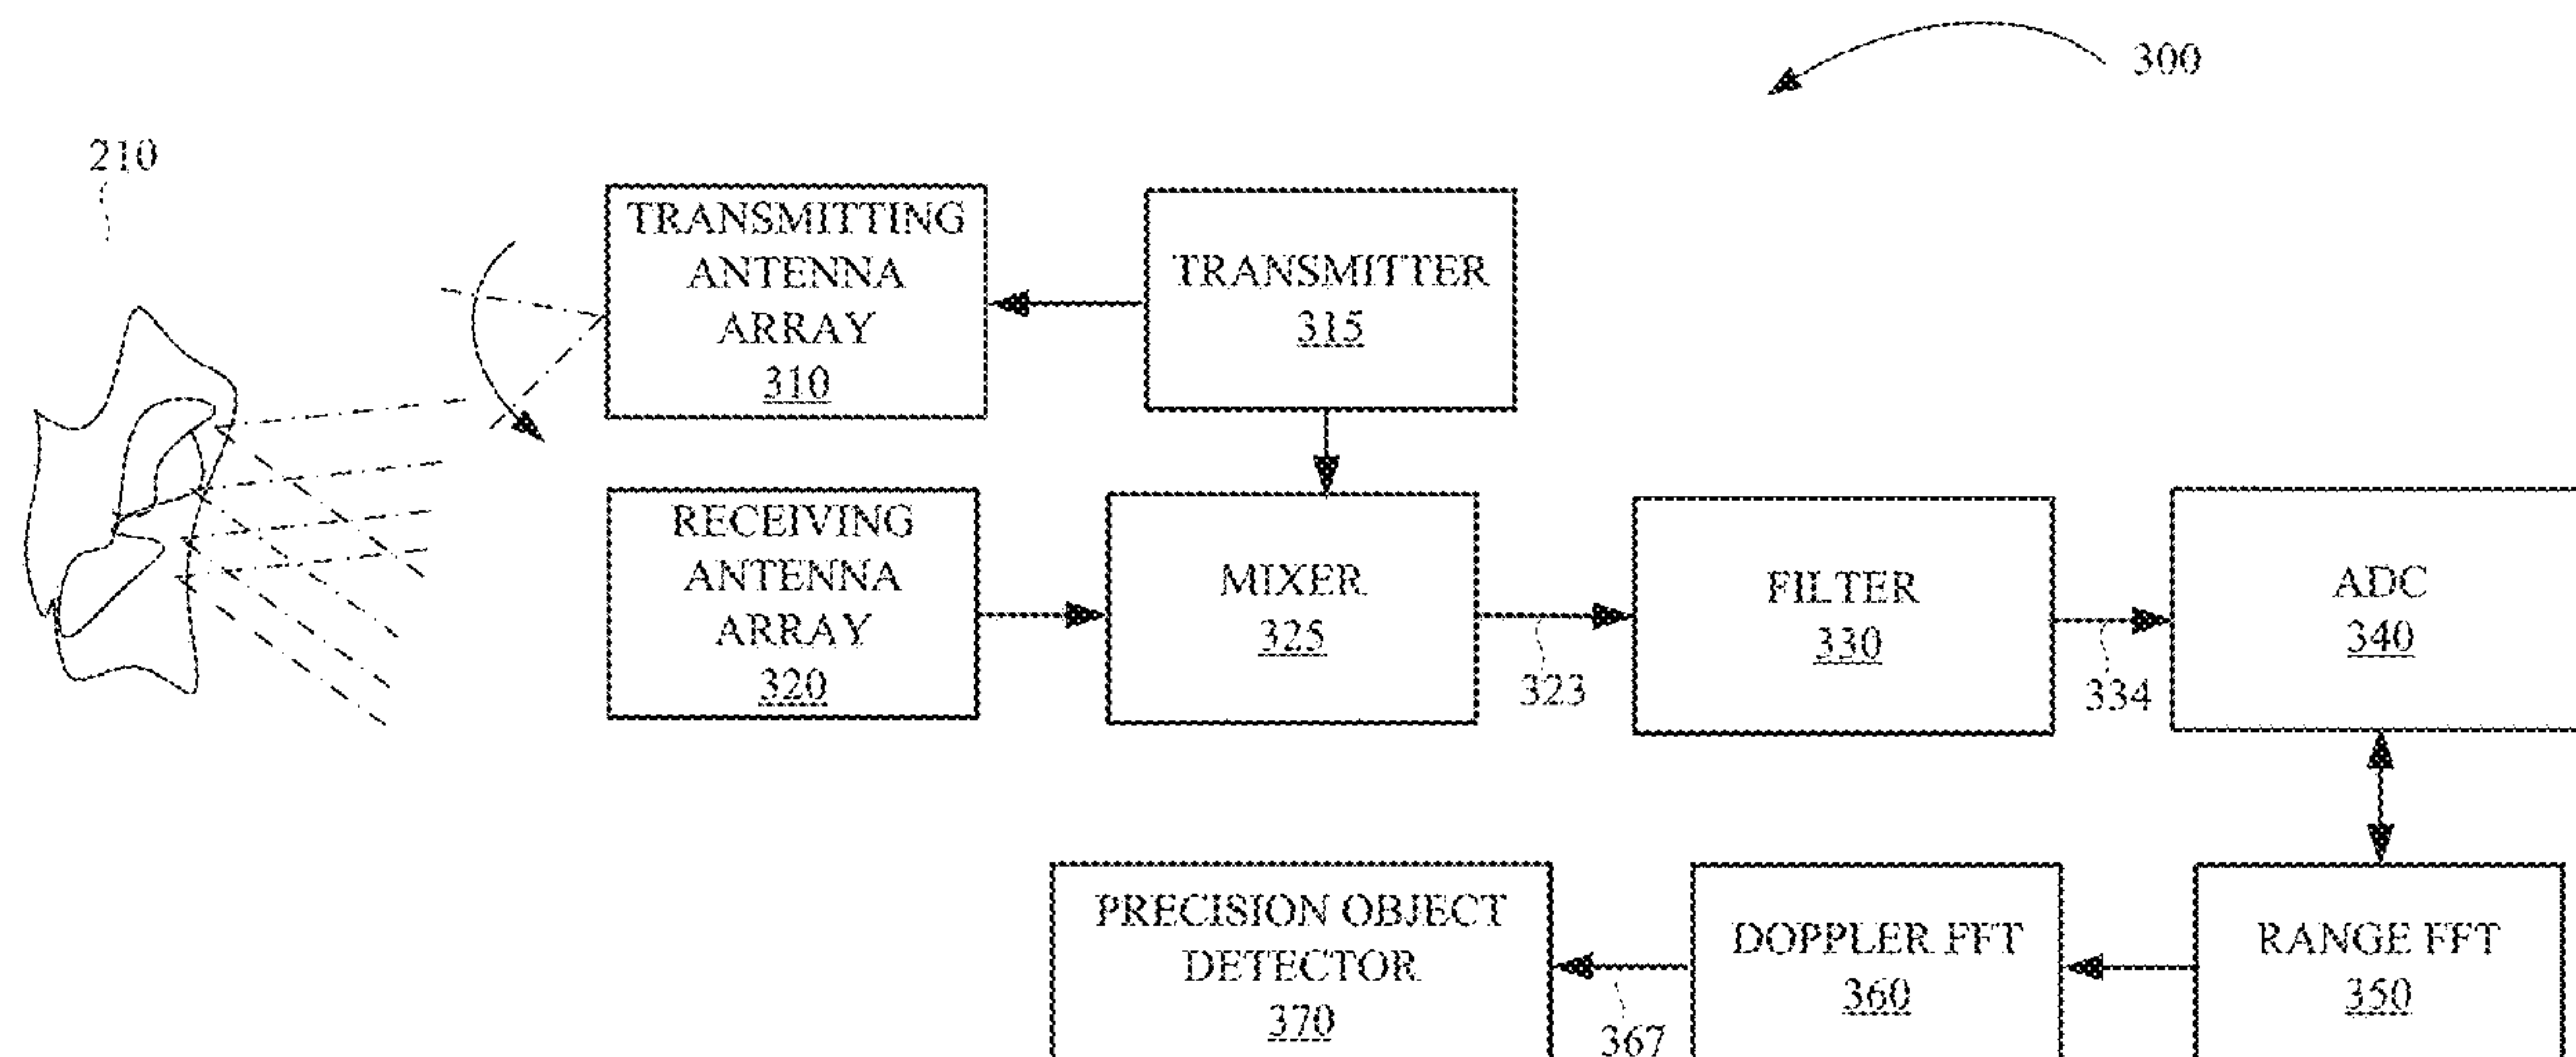 300
210
TRANSMITTING
ANTENNA
ARRAY
310
TRANSMITTER
315
RECEIVING
ANTENNA
ARRAY
320
MIXER
325
323
FILTER
330
334
ADC
340
PRECISION OBJECT
DETECTOR
370
367
DOPPLER FFT
360
RANGE FFT
350